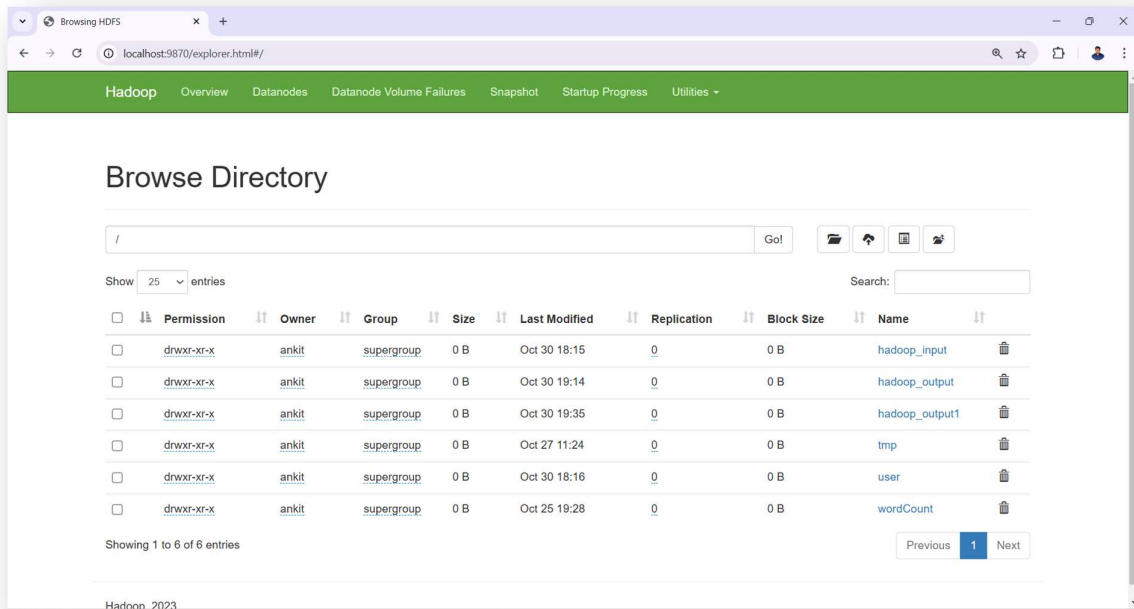 Browsing HDFS
localhost:9870/explorer.html#/
Hadoop Overview Datanodes Datanode Volume Failures Snapshot Startup Progress Utilities
Browse Directory
/ Go!
Show 25 entries Search:
Permission Owner Group Size Last Modified Replication Block Size Name
drwxr-xr-x ankit supergroup 0 B Oct 30 18:15 0 0 B hadoop_input
drwxr-xr-x ankit supergroup 0 B Oct 30 19:14 0 0 B hadoop_output
drwxr-xr-x ankit supergroup 0 B Oct 30 19:35 0 0 B hadoop_output1
drwxr-xr-x ankit supergroup 0 B Oct 27 11:24 0 0 B tmp
drwxr-xr-x ankit supergroup 0 B Oct 30 18:16 0 0 B user
drwxr-xr-x ankit supergroup 0 B Oct 25 19:28 0 0 B wordCount
Showing 1 to 6 of 6 entries Previous 1 Next
Hadoop, 2023.